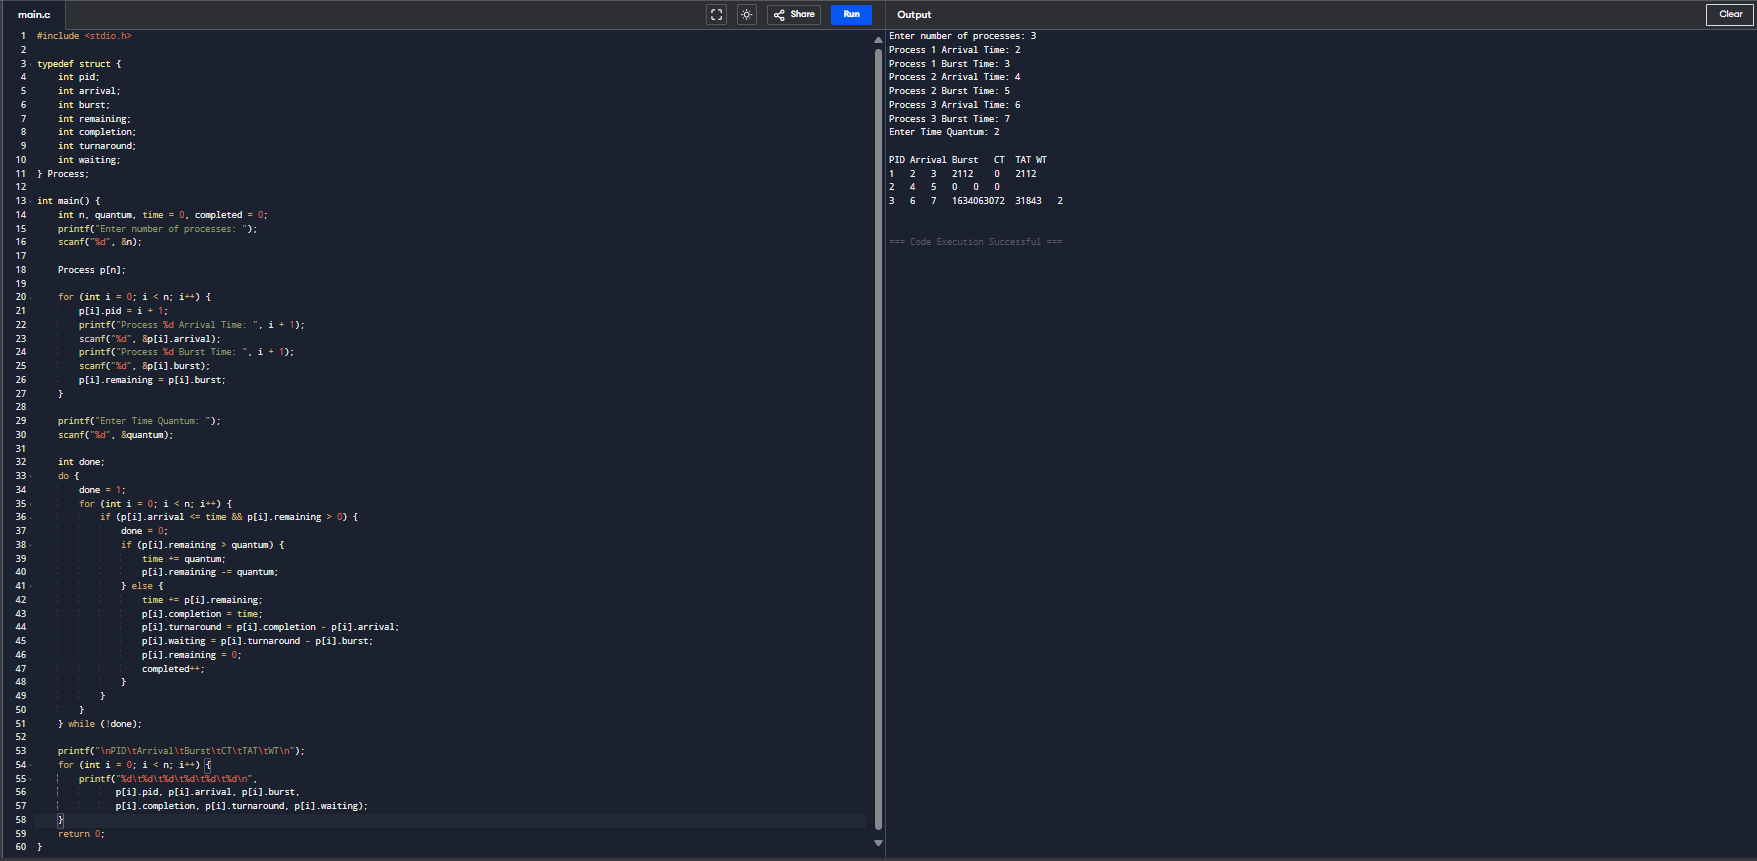 main.c
Share
Run
Output
Clear
1 #include <stdio.h>
2
3 typedef struct {
4     int pid;
5     int arrival;
6     int burst;
7     int remaining;
8     int completion;
9     int turnaround;
10     int waiting;
11 } Process;
12
13 int main() {
14     int n, quantum, time = 0, completed = 0;
15     printf("Enter number of processes: ");
16     scanf("%d", &n);
17
18     Process p[n];
19
20     for (int i = 0; i < n; i++) {
21         p[i].pid = i + 1;
22         printf("Process %d Arrival Time: ", i + 1);
23         scanf("%d", &p[i].arrival);
24         printf("Process %d Burst Time: ", i + 1);
25         scanf("%d", &p[i].burst);
26         p[i].remaining = p[i].burst;
27     }
28
29     printf("Enter Time Quantum: ");
30     scanf("%d", &quantum);
31
32     int done;
33     do {
34         done = 1;
35         for (int i = 0; i < n; i++) {
36             if (p[i].arrival <= time && p[i].remaining > 0) {
37                 done = 0;
38                 if (p[i].remaining > quantum) {
39                     time += quantum;
40                     p[i].remaining -= quantum;
41                 } else {
42                     time += p[i].remaining;
43                     p[i].completion = time;
44                     p[i].turnaround = p[i].completion - p[i].arrival;
45                     p[i].waiting = p[i].turnaround - p[i].burst;
46                     p[i].remaining = 0;
47                     completed++;
48                 }
49             }
50         }
51     } while (!done);
52
53     printf("\nPID\tArrival\tBurst\tCT\tTAT\tWT\n");
54     for (int i = 0; i < n; i++) {
55         printf("%d\t%d\t%d\t%d\t%d\t%d\n",
56                p[i].pid, p[i].arrival, p[i].burst,
57                p[i].completion, p[i].turnaround, p[i].waiting);
58     }
59     return 0;
60 }
Enter number of processes: 3
Process 1 Arrival Time: 2
Process 1 Burst Time: 3
Process 2 Arrival Time: 4
Process 2 Burst Time: 5
Process 3 Arrival Time: 6
Process 3 Burst Time: 7
Enter Time Quantum: 2
PID Arrival Burst   CT  TAT WT
1   2   3   2112    0   2112
2   4   5   0   0   0
3   6   7   1634063072  31843   2
=== Code Execution Successful ===